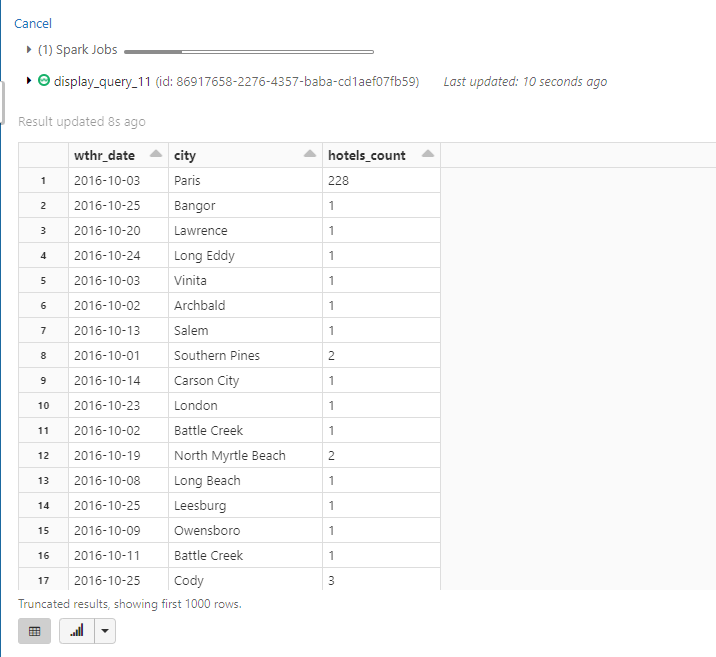 Cancel
(1) Spark Jobs
display_query_11 (id: 86917658-2276-4357-baba-cd1aef07fb59) Last updated: 10 seconds ago
Result updated 8s ago
wthr_date city hotels_count
1 2016-10-03 Paris 228
2 2016-10-25 Bangor 1
3 2016-10-20 Lawrence 1
4 2016-10-24 Long Eddy 1
5 2016-10-03 Vinita 1
6 2016-10-02 Archbald 1
7 2016-10-13 Salem 1
8 2016-10-01 Southern Pines 2
9 2016-10-14 Carson City 1
10 2016-10-23 London 1
11 2016-10-02 Battle Creek 1
12 2016-10-19 North Myrtle Beach 2
13 2016-10-08 Long Beach 1
14 2016-10-25 Leesburg 1
15 2016-10-09 Owensboro 1
16 2016-10-11 Battle Creek 1
17 2016-10-25 Cody 3
Truncated results, showing first 1000 rows.